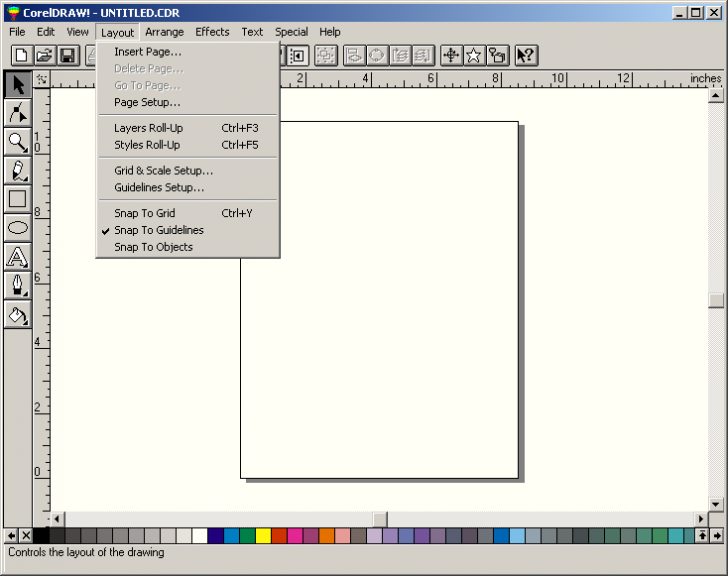 CorelDRAW! - UNTITLED.CDR
File Edit View Layout Arrange Effects Text Special Help
2 4 6 8 10 12 inches
Insert Page...
Delete Page...
Go To Page...
Page Setup...
Layers Roll-Up Ctrl+F3
Styles Roll-Up Ctrl+F5
Grid & Scale Setup...
Guidelines Setup...
Snap To Grid Ctrl+Y
Snap To Guidelines
Snap To Objects
10
8
6
4
2
0
Controls the layout of the drawing